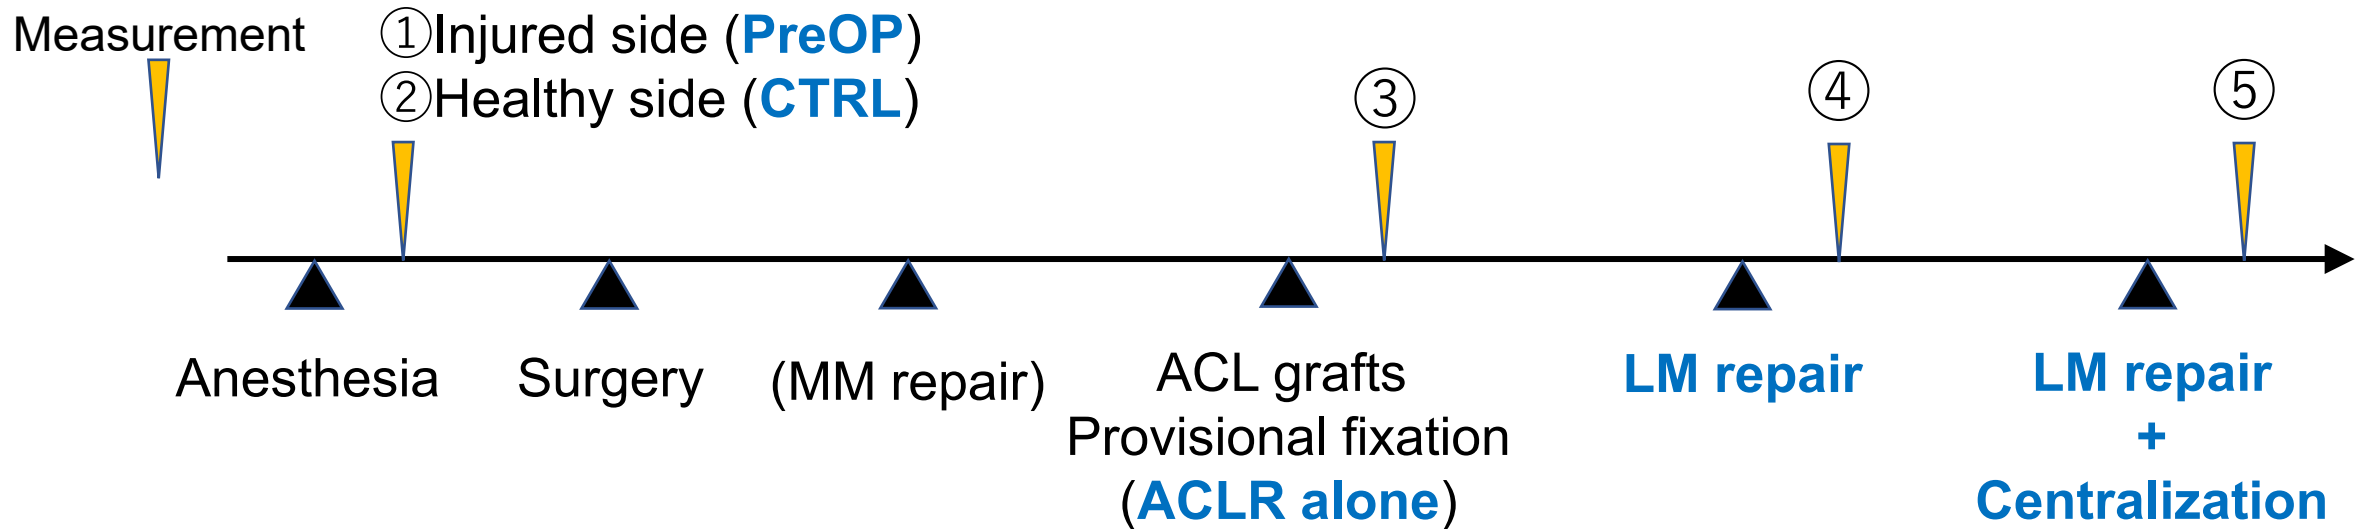 Measurement
①Injured side (PreOP)
②Healthy side (CTRL)
③
④
⑤
Anesthesia
Surgery
(MM repair)
ACL grafts
Provisional fixation
(ACLR alone)
LM repair
LM repair
+
Centralization